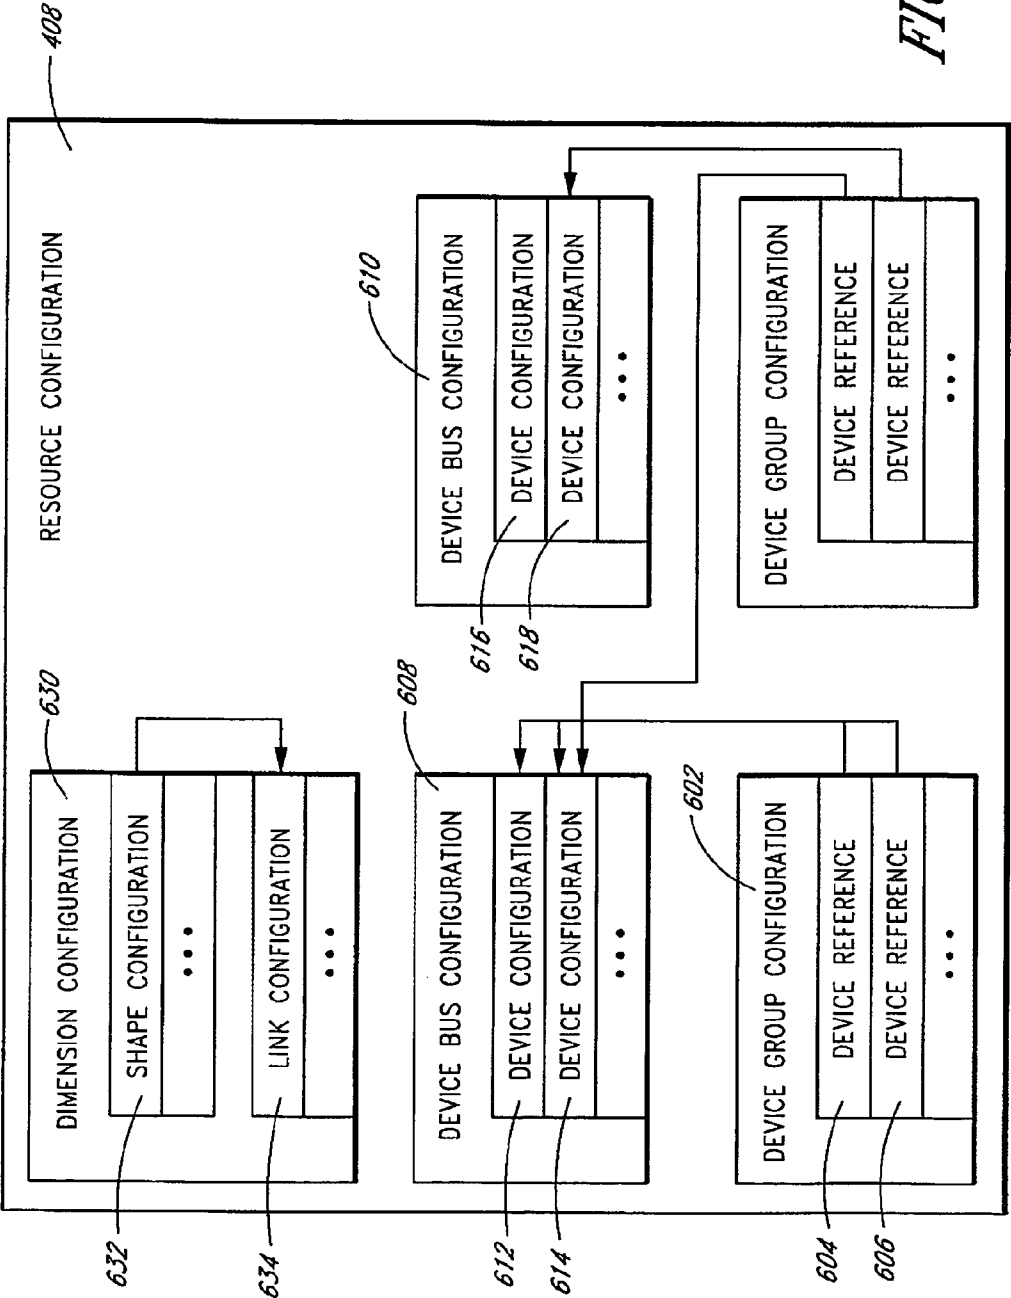 408
RESOURCE CONFIGURATION
630
DIMENSION CONFIGURATION
SHAPE CONFIGURATION
•••
LINK CONFIGURATION
•••
632
634
608
DEVICE BUS CONFIGURATION
DEVICE CONFIGURATION
DEVICE CONFIGURATION
•••
612
614
610
DEVICE BUS CONFIGURATION
DEVICE CONFIGURATION
DEVICE CONFIGURATION
•••
616
618
602
DEVICE GROUP CONFIGURATION
DEVICE REFERENCE
DEVICE REFERENCE
•••
604
606
DEVICE GROUP CONFIGURATION
DEVICE REFERENCE
DEVICE REFERENCE
•••